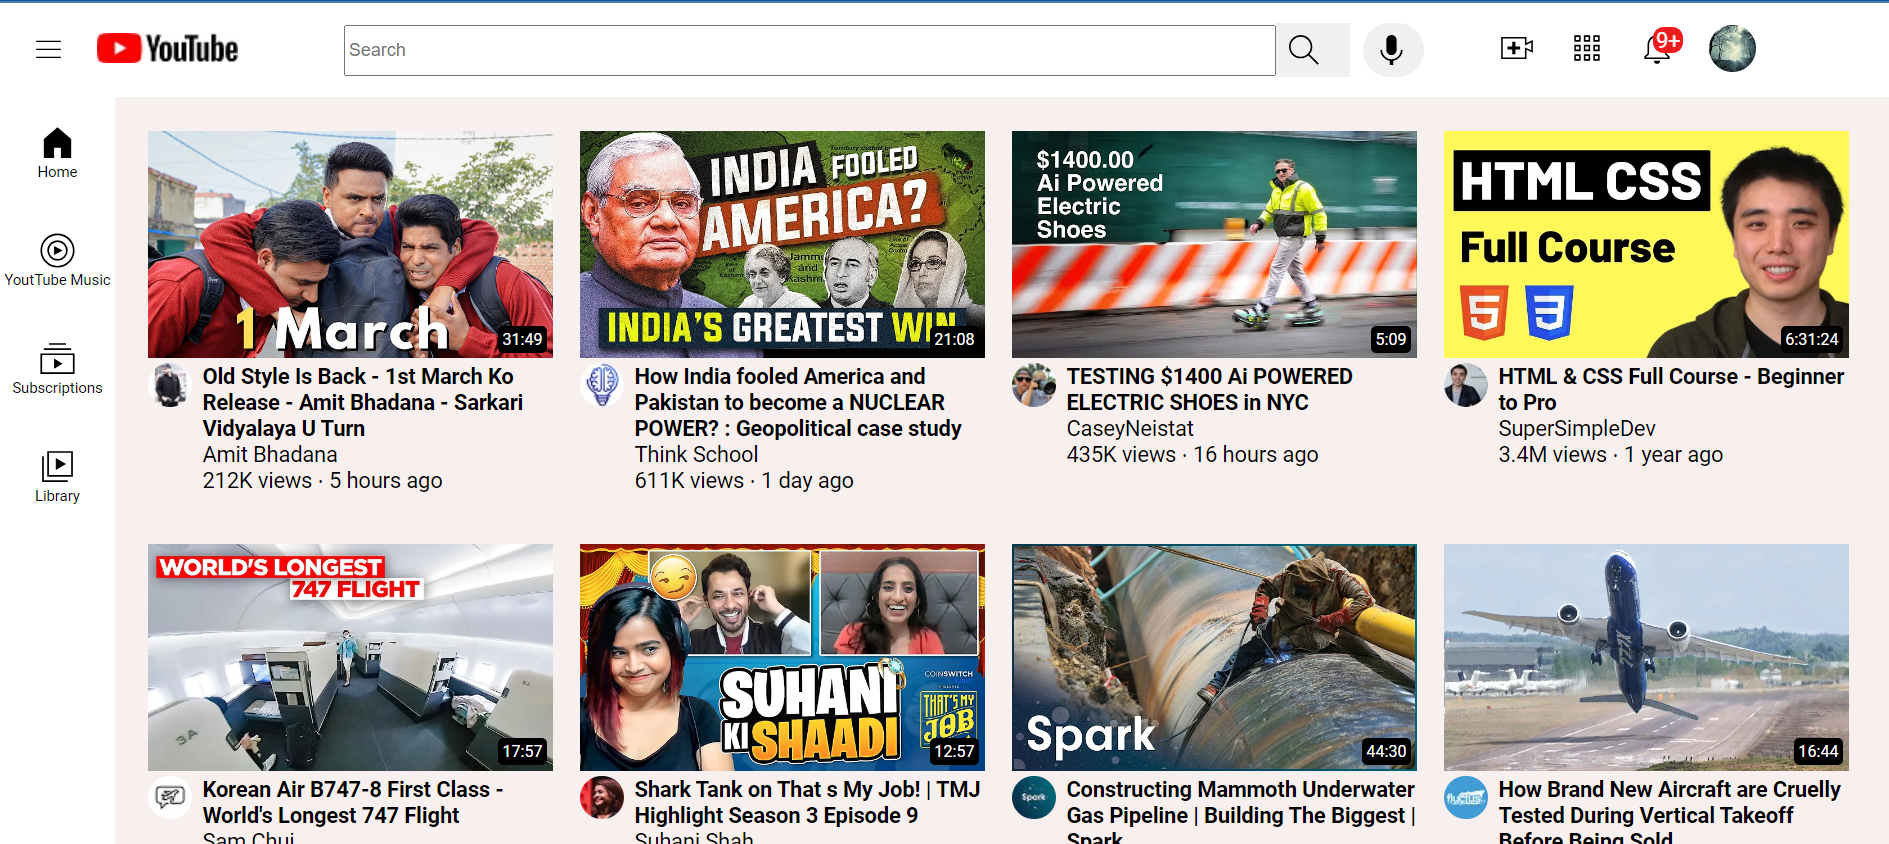 YouTube
Search
9+
Home
YoutTube Music
Subscriptions
Library
1 March
31:49
Old Style Is Back - 1st March Ko
Release - Amit Bhadana - Sarkari
Vidyalaya U Turn
Amit Bhadana
212K views · 5 hours ago
INDIA FOOLED
AMERICA?
Jammu
and
Kashm
INDIA'S GREATEST WIN
21:08
How India fooled America and
Pakistan to become a NUCLEAR
POWER? : Geopolitical case study
Think School
611K views · 1 day ago
$1400.00
Ai Powered
Electric
Shoes
5:09
TESTING $1400 Ai POWERED
ELECTRIC SHOES in NYC
CaseyNeistat
435K views · 16 hours ago
HTML CSS
Full Course
5 3
6:31:24
HTML & CSS Full Course - Beginner
to Pro
SuperSimpleDev
3.4M views · 1 year ago
WORLD'S LONGEST
747 FLIGHT
3A
17:57
Korean Air B747-8 First Class -
World's Longest 747 Flight
Sam Chui
SUHANI
KI SHAADI
COINSWITCH
THAT'S MY
JOB
12:57
Shark Tank on That s My Job! | TMJ
Highlight Season 3 Episode 9
Suhani Shah
Spark
44:30
Spark
Constructing Mammoth Underwater
Gas Pipeline | Building The Biggest |
Spark
777X
16:44
fluctus
How Brand New Aircraft are Cruelly
Tested During Vertical Takeoff
Before Being Sold